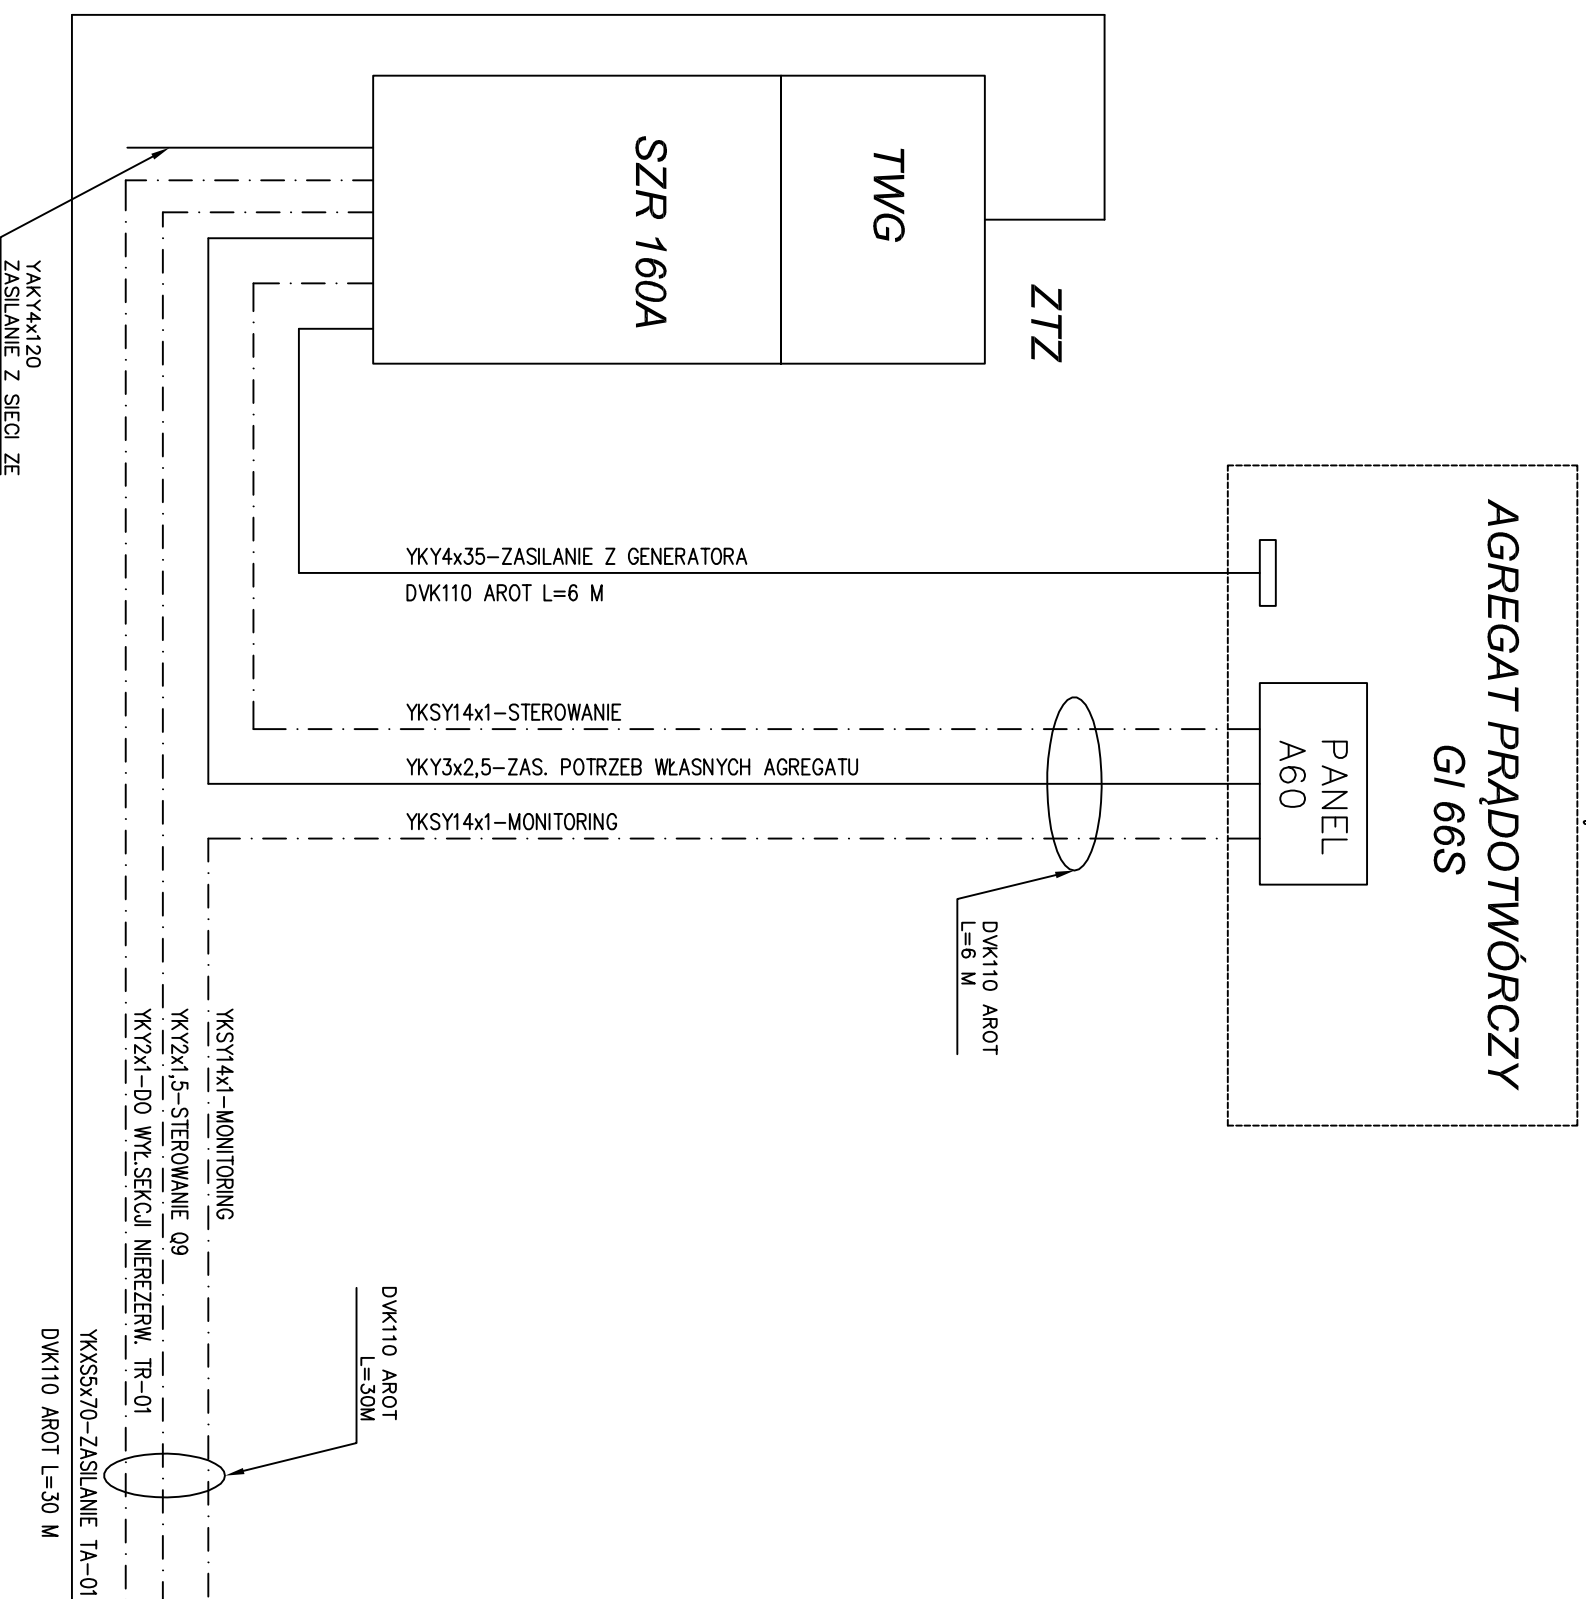 AGREGAT PRĄDOTWÓRCZY
GI 66S
PANEL
A60
ZTZ
TWG
SZR 160A
YKY4x35-ZASILANIE Z GENERATORA
DVK110 AROT L=6 M
YKSY14x1-STEROWANIE
YKY3x2,5-ZAS. POTRZEB WŁASNYCH AGREGATU
YKSY14x1-MONITORING
DVK110 AROT
L=6 M
DVK110 AROT
L=30M
YKSY14x1-MONITORING
YKY2x1,5-STEROWANIE Q9
YKY2x1-DO WYŁ.SEKCJI NIEREZERW. TR-01
YKXS5x70-ZASILANIE TA-01
DVK110 AROT L=30 M
YAKY4x120
ZASILANIE Z SIECI ZE